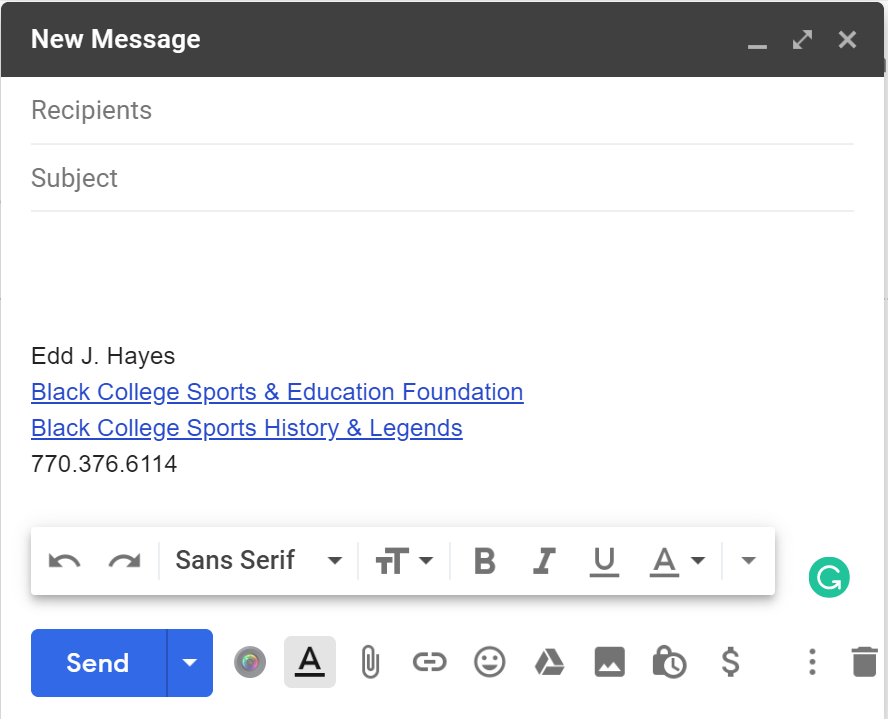 New Message
Recipients
Subject
Edd J. Hayes
Black College Sports & Education Foundation
Black College Sports History & Legends
770.376.6114
Sans Serif
Send